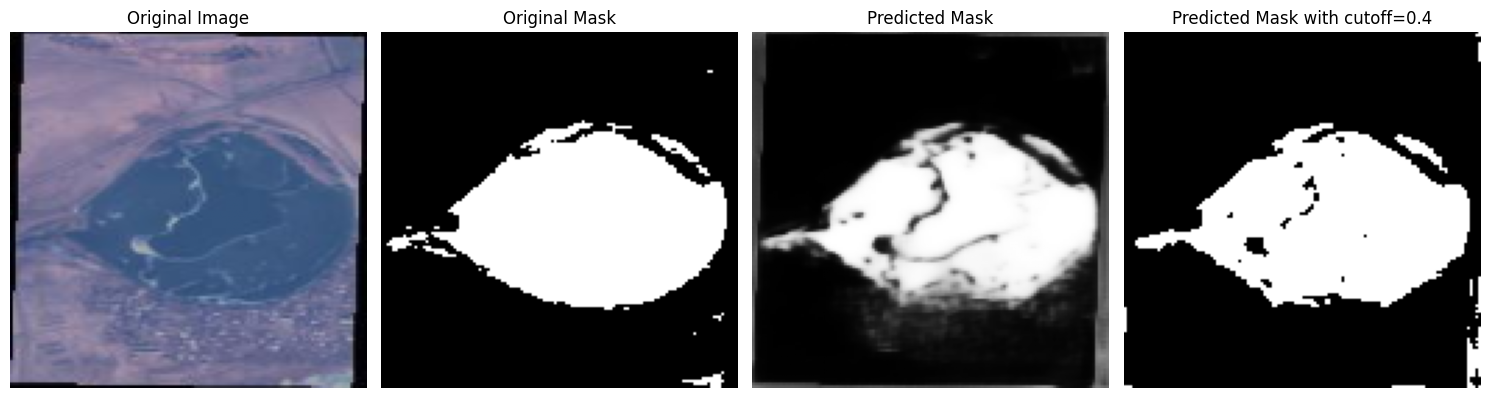 Original Image
Original Mask
Predicted Mask
Predicted Mask with cutoff=0.4